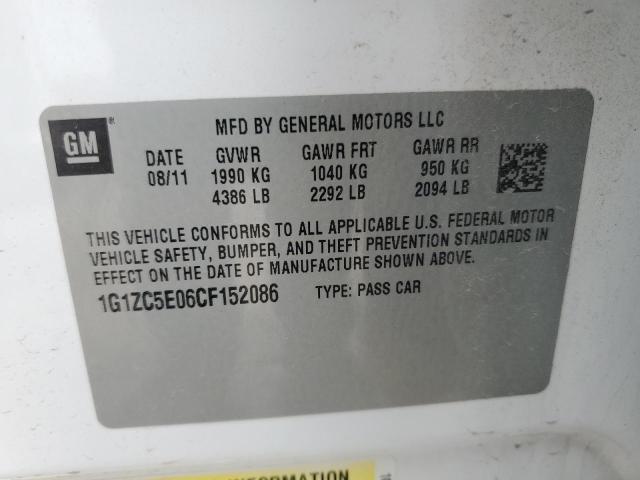 GM
MFD BY GENERAL MOTORS LLC
DATE GVWR GAWR FRT GAWR RR
08/11 1990 KG 1040 KG 950 KG
4386 LB 2292 LB 2094 LB
THIS VEHICLE CONFORMS TO ALL APPLICABLE U.S. FEDERAL MOTOR
VEHICLE SAFETY, BUMPER, AND THEFT PREVENTION STANDARDS IN
EFFECT ON THE DATE OF MANUFACTURE SHOWN ABOVE.
1G1ZC5E06CF152086 TYPE: PASS CAR
INFORMATION